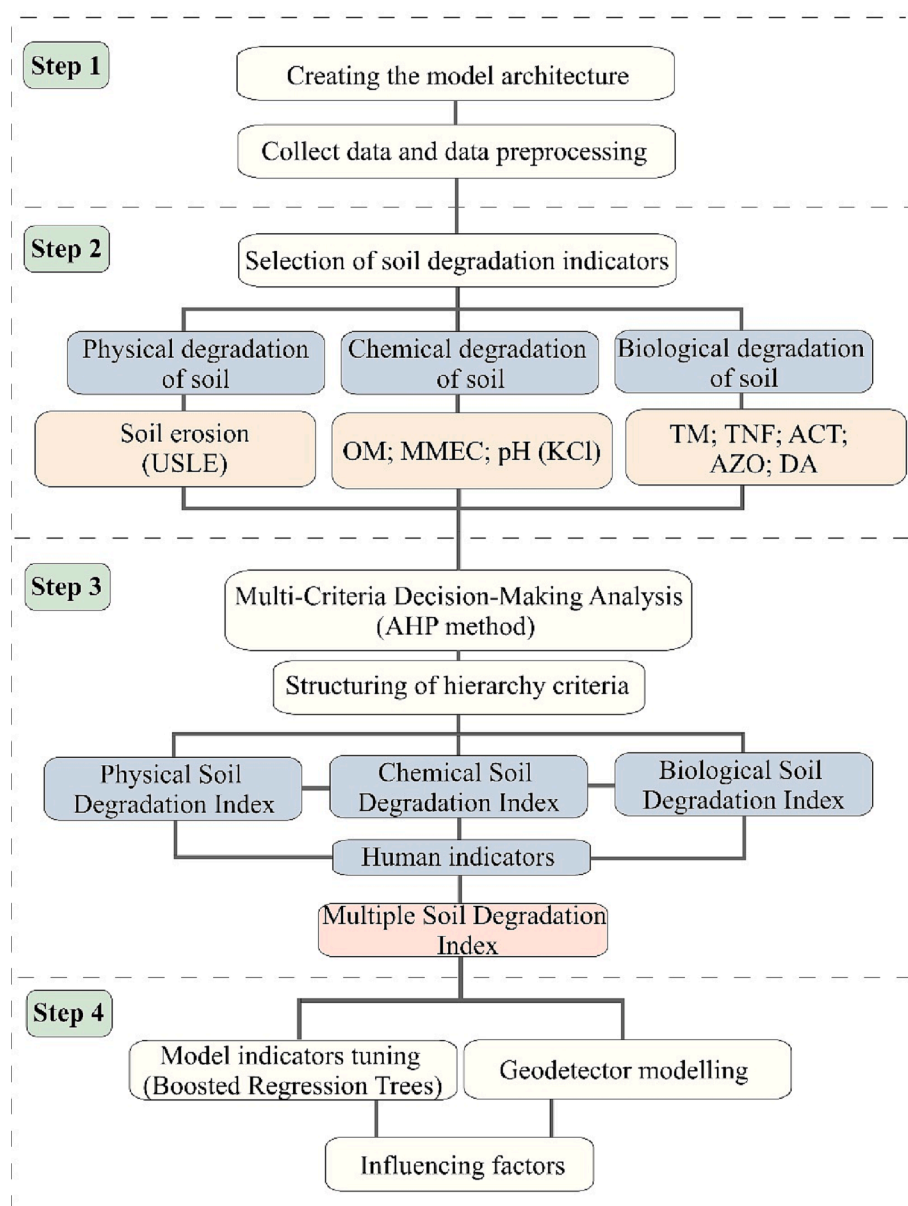 Step 1
Creating the model architecture
Collect data and data preprocessing
Step 2
Selection of soil degradation indicators
Physical degradation
of soil
Chemical degradation
of soil
Biological degradation
of soil
Soil erosion
(USLE)
OM; MMEC; pH (KCl)
TM; TNF; ACT;
AZO; DA
Step 3
Multi-Criteria Decision-Making Analysis
(AHP method)
Structuring of hierarchy criteria
Physical Soil
Degradation Index
Chemical Soil
Degradation Index
Biological Soil
Degradation Index
Human indicators
Multiple Soil Degradation
Index
Step 4
Model indicators tuning
(Boosted Regression Trees)
Geodetector modelling
Influencing factors